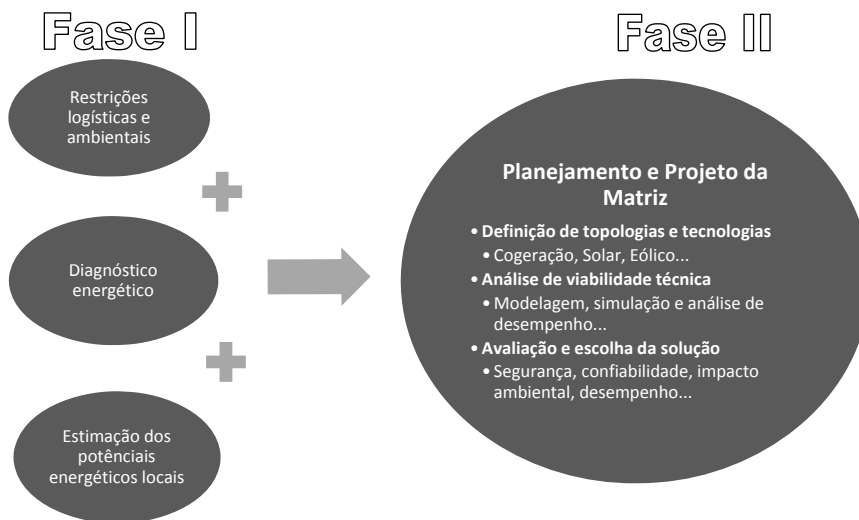 Fase I
Restrições
logísticas e
ambientais
Diagnóstico
energético
Estimação dos
potênciais
energéticos locais
Fase II
Planejamento e Projeto da
Matriz
• Definição de topologias e tecnologias
• Cogeração, Solar, Eólico...
• Análise de viabilidade técnica
• Modelagem, simulação e análise de
desempenho...
• Avaliação e escolha da solução
• Segurança, confiabilidade, impacto
ambiental, desempenho...